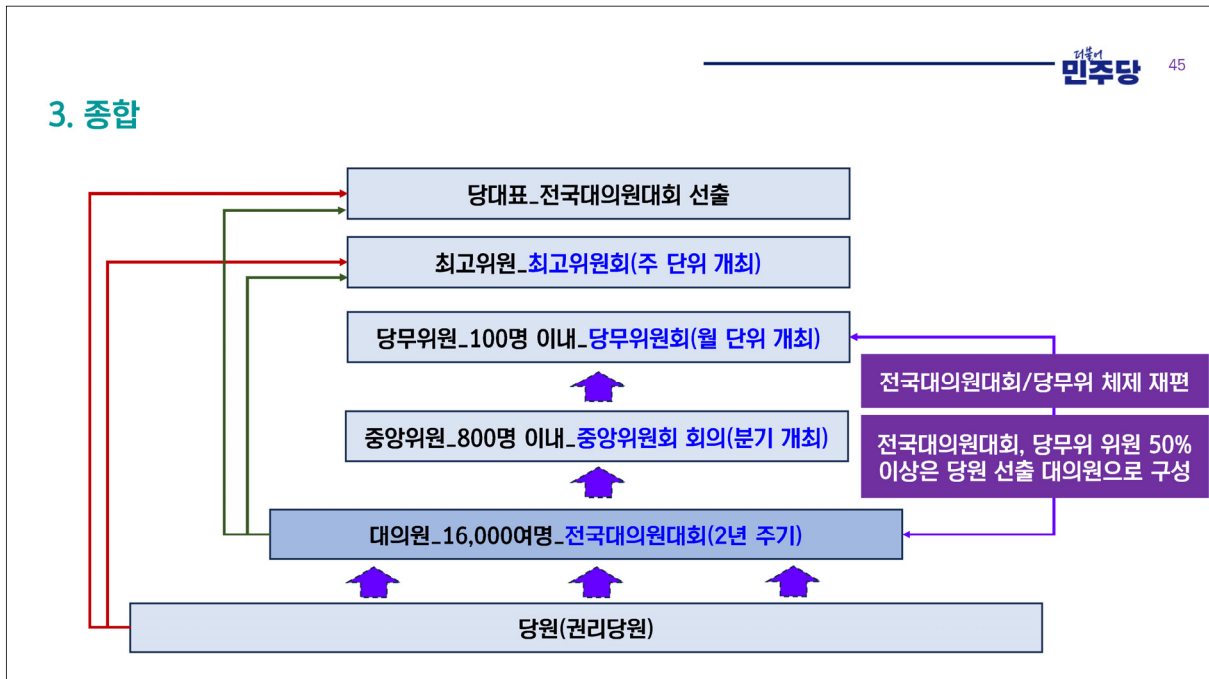 더불어
민주당
45
3. 종합
당대표_전국대의원대회 선출
최고위원_최고위원회(주 단위 개최)
당무위원_100명 이내_당무위원회(월 단위 개최)
전국대의원대회/당무위 체제 재편
중앙위원_800명 이내_중앙위원회 회의(분기 개최)
전국대의원대회, 당무위 위원 50%
이상은 당원 선출 대의원으로 구성
대의원_16,000여명_전국대의원대회(2년 주기)
당원(권리당원)